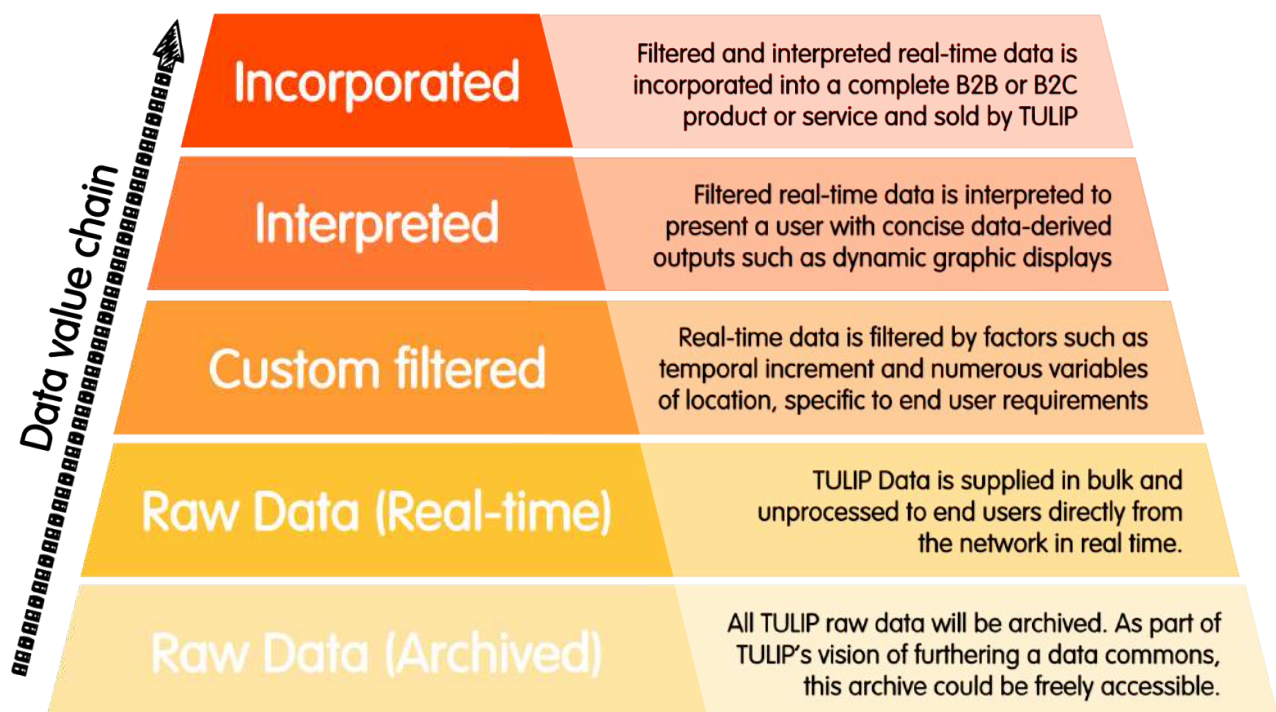 Data value chain
Incorporated
Filtered and interpreted real-time data is
incorporated into a complete B2B or B2C
product or service and sold by TULIP
Interpreted
Filtered real-time data is interpreted to
present a user with concise data-derived
outputs such as dynamic graphic displays
Custom filtered
Real-time data is filtered by factors such as
temporal increment and numerous variables
of location, specific to end user requirements
Raw Data (Real-time)
TULIP Data is supplied in bulk and
unprocessed to end users directly from
the network in real time.
Raw Data (Archived)
All TULIP raw data will be archived. As part of
TULIP's vision of furthering a data commons,
this archive could be freely accessible.